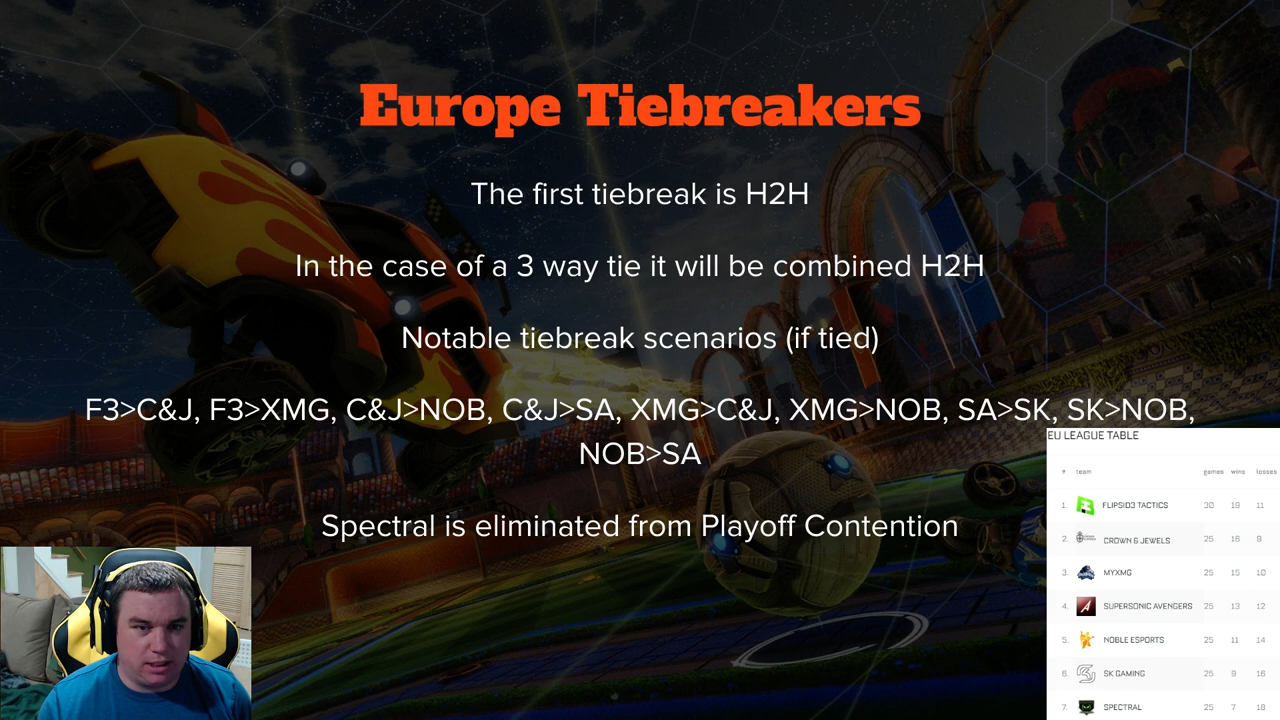 Europe Tiebreakers
The first tiebreak is H2H
In the case of a 3 way tie it will be combined H2H
Notable tiebreak scenarios (if tied)
F3>C&J, F3>XMG, C&J>NOB, C&J>SA, XMG>C&J, XMG>NOB, SA>SK, SK>NOB,
NOB>SA
Spectral is eliminated from Playoff Contention
EU LEAGUE TABLE
# team games wins losses
1. FLIPSID3 TACTICS 30 19 11
2. CROWN & JEWELS 25 16 9
3. MYXMG 25 15 10
4. SUPERSONIC AVENGERS 25 13 12
5. NOBLE ESPORTS 25 11 14
6. SK GAMING 25 9 16
7. SPECTRAL 25 7 18